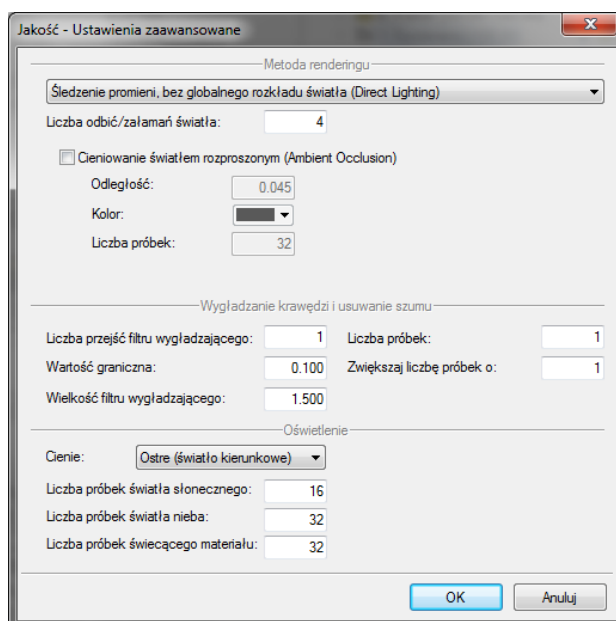 Jakość - Ustawienia zaawansowane
Metoda renderingu
Śledzenie promieni, bez globalnego rozkładu światła (Direct Lighting)
Liczba odbić/załamań światła: 4
Cieniowanie światłem rozproszonym (Ambient Occlusion)
Odległość: 0.045
Kolor:
Liczba próbek: 32
Wygładzanie krawędzi i usuwanie szumu
Liczba przejść filtru wygładzającego: 1 Liczba próbek: 1
Wartość graniczna: 0.100 Zwiększaj liczbę próbek o: 1
Wielkość filtru wygładzającego: 1.500
Oświetlenie
Cienie: Ostre (światło kierunkowe)
Liczba próbek światła słonecznego: 16
Liczba próbek światła nieba: 32
Liczba próbek świecącego materiału: 32
OK Anuluj